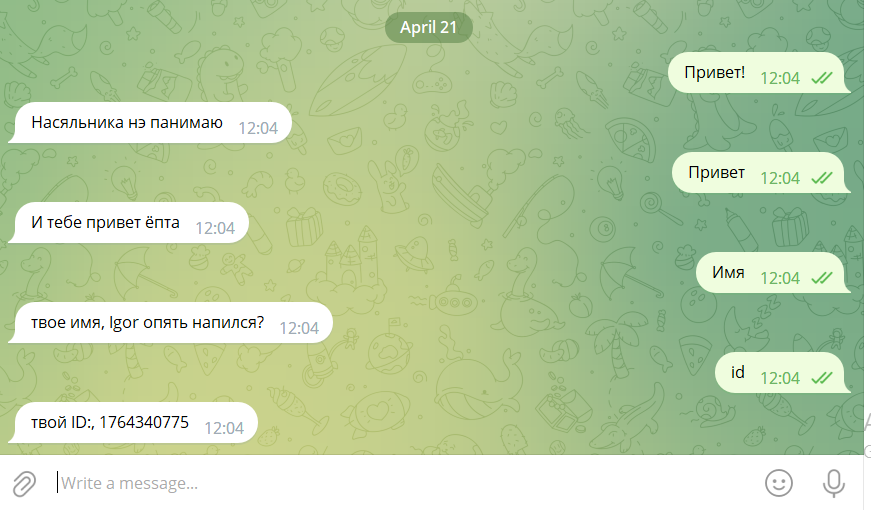 April 21
Привет! 12:04
Насяльника нэ панимаю 12:04
Привет 12:04
И тебе привет ёпта 12:04
Имя 12:04
твое имя, Igor опять напился? 12:04
id 12:04
твой ID:, 1764340775 12:04
Write a message...